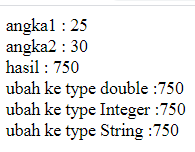 angka1 : 25
angka2 : 30
hasil : 750
ubah ke type double :750
ubah ke type Integer :750
ubah ke type String :750